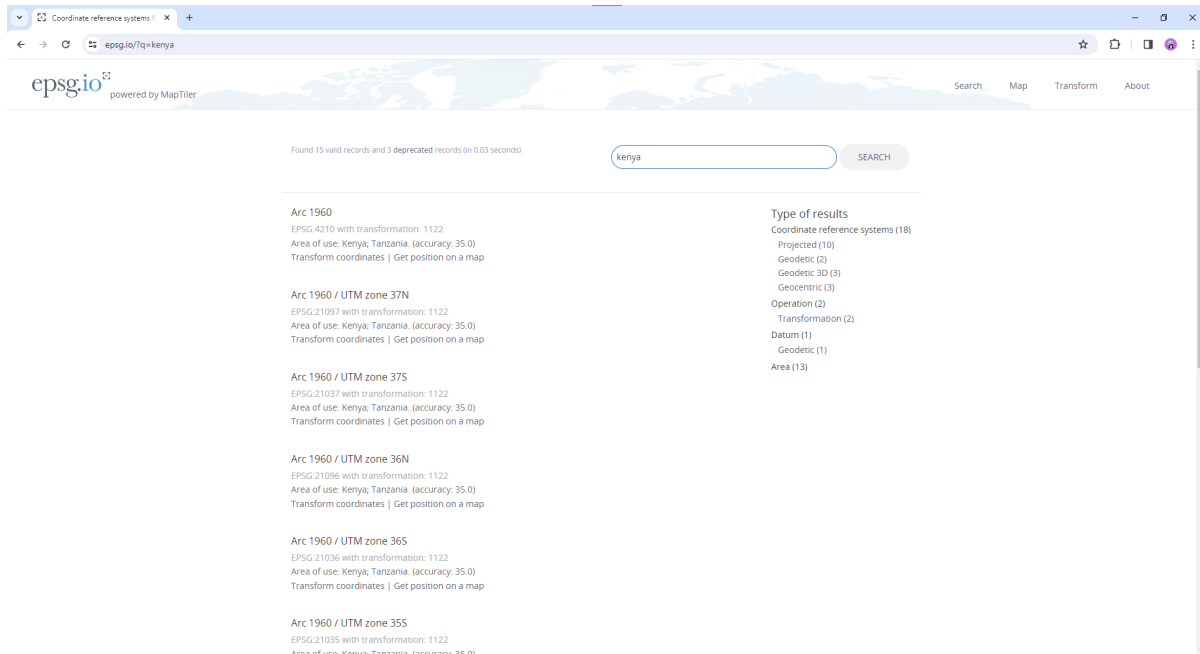 Coordinate reference systems f
epsg.io/?q=kenya
epsg.io
powered by MapTiler
Search
Map
Transform
About
Found 15 valid records and 3 deprecated records (in 0.03 seconds)
kenya
SEARCH
Arc 1960
EPSG:4210 with transformation: 1122
Area of use: Kenya; Tanzania. (accuracy: 35.0)
Transform coordinates | Get position on a map
Arc 1960 / UTM zone 37N
EPSG:21097 with transformation: 1122
Area of use: Kenya; Tanzania. (accuracy: 35.0)
Transform coordinates | Get position on a map
Arc 1960 / UTM zone 37S
EPSG:21037 with transformation: 1122
Area of use: Kenya; Tanzania. (accuracy: 35.0)
Transform coordinates | Get position on a map
Arc 1960 / UTM zone 36N
EPSG:21096 with transformation: 1122
Area of use: Kenya; Tanzania. (accuracy: 35.0)
Transform coordinates | Get position on a map
Arc 1960 / UTM zone 36S
EPSG:21036 with transformation: 1122
Area of use: Kenya; Tanzania. (accuracy: 35.0)
Transform coordinates | Get position on a map
Arc 1960 / UTM zone 35S
EPSG:21035 with transformation: 1122
Area of use: Kenya; Tanzania. (accuracy: 35.0)
Type of results
Coordinate reference systems (18)
Projected (10)
Geodetic (2)
Geodetic 3D (3)
Geocentric (3)
Operation (2)
Transformation (2)
Datum (1)
Geodetic (1)
Area (13)